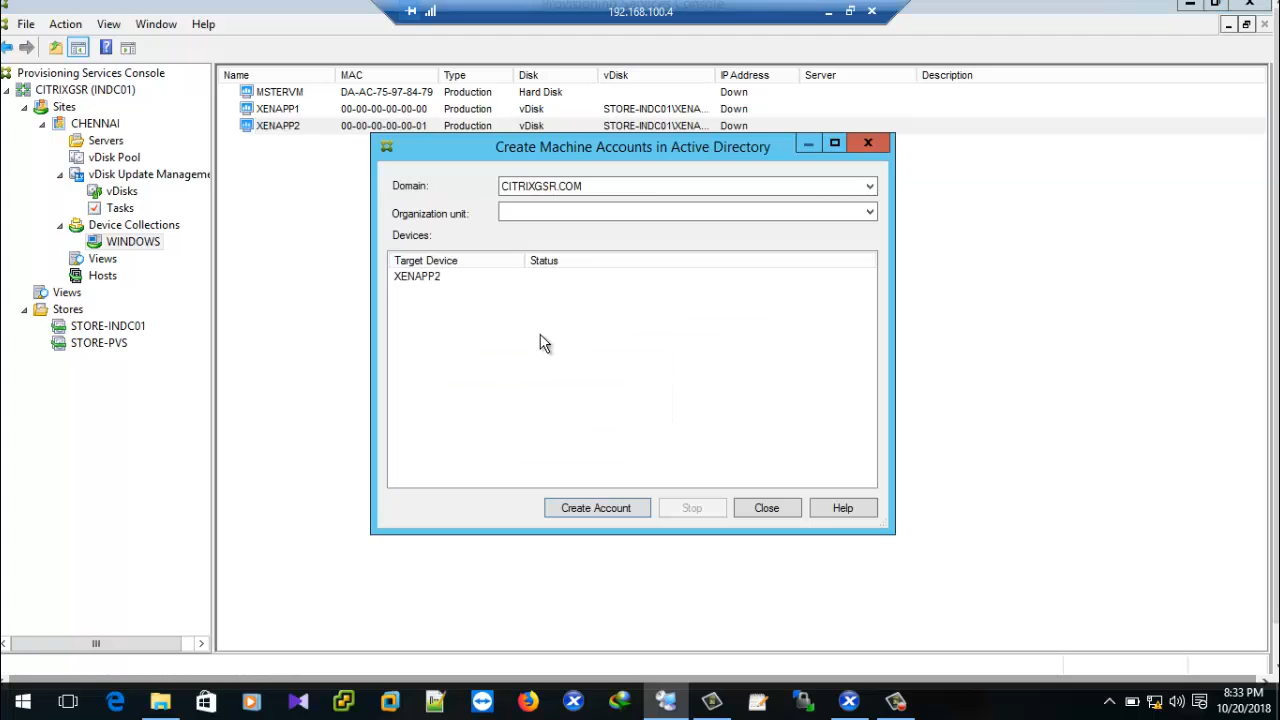 Provisioning Services Console
192.168.100.4
File Action View Window Help
Provisioning Services Console
CITRIXGSR (INDC01)
Sites
CHENNAI
Servers
vDisk Pool
vDisk Update Manageme
vDisks
Tasks
Device Collections
WINDOWS
Views
Hosts
Views
Stores
STORE-INDC01
STORE-PVS
Name MAC Type Disk vDisk IP Address Server Description
MSTERVM DA-AC-75-97-84-79 Production Hard Disk Down
XENAPP1 00-00-00-00-00-00 Production vDisk STORE-INDC01\XENA... Down
XENAPP2 00-00-00-00-00-01 Production vDisk STORE-INDC01\XENA... Down
Create Machine Accounts in Active Directory
Domain: CITRIXGSR.COM
Organization unit:
Devices:
Target Device Status
XENAPP2
Create Account Stop Close Help
8:33 PM
10/20/2018